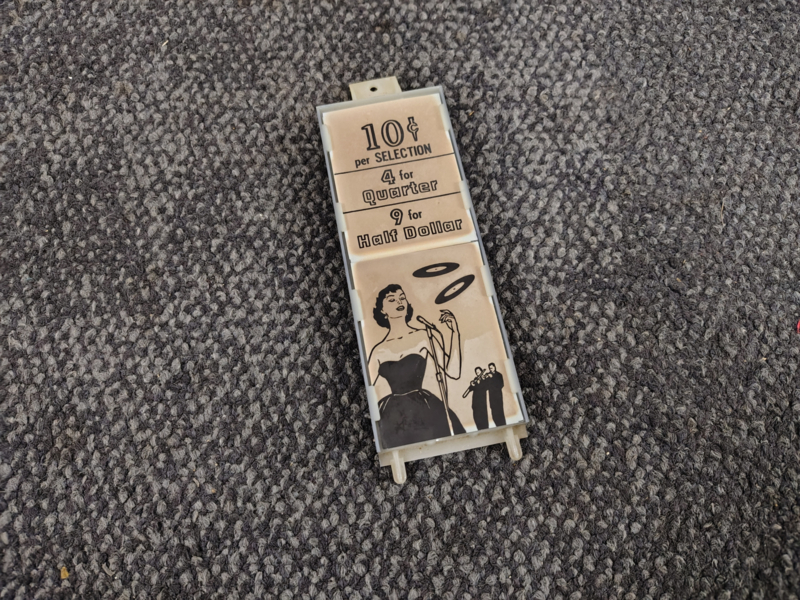 10¢
per SELECTION
4 for
Quarter
9 for
Half Dollar